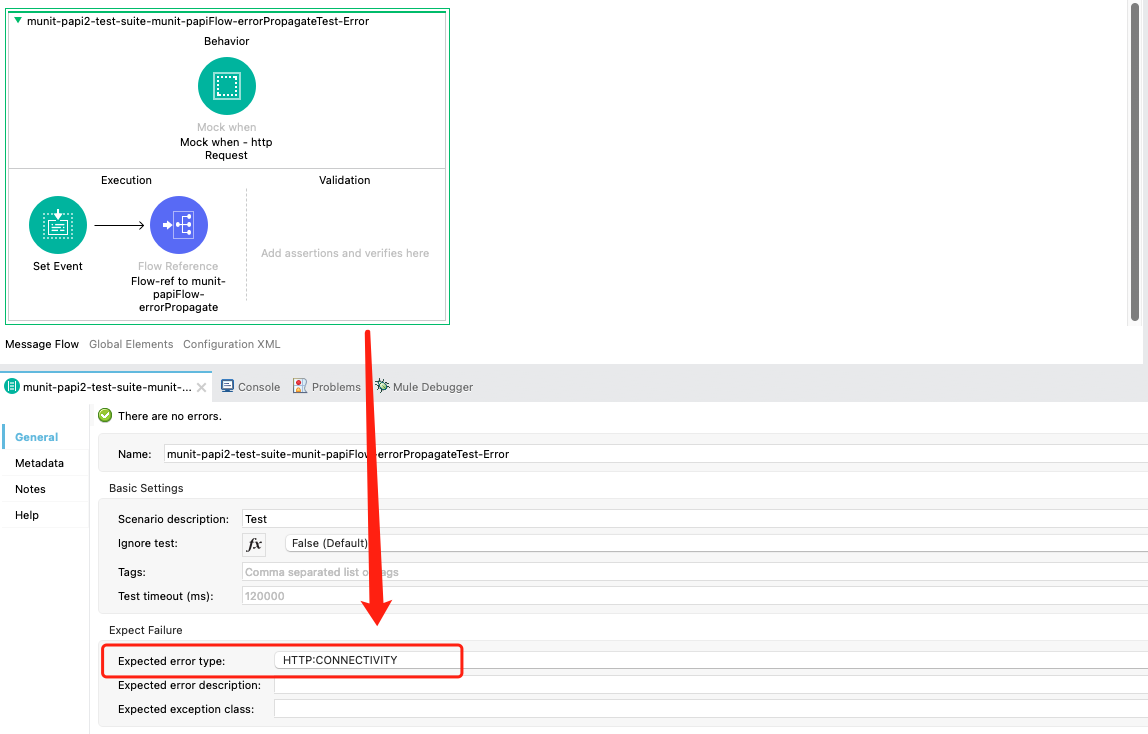 munit-papi2-test-suite-munit-papiFlow-errorPropagateTest-Error
Behavior
Mock when
Mock when - http
Request
Execution
Validation
Set Event
Flow Reference
Flow-ref to munit-
papiFlow-
errorPropagate
Add assertions and verifies here
Message Flow Global Elements Configuration XML
munit-papi2-test-suite-munit-... Console Problems Mule Debugger
There are no errors.
General
Metadata
Notes
Help
Name: munit-papi2-test-suite-munit-papiFlow-errorPropagateTest-Error
Basic Settings
Scenario description: Test
Ignore test: fx False (Default)
Tags: Comma separated list of tags
Test timeout (ms): 120000
Expect Failure
Expected error type: HTTP:CONNECTIVITY
Expected error description:
Expected exception class: